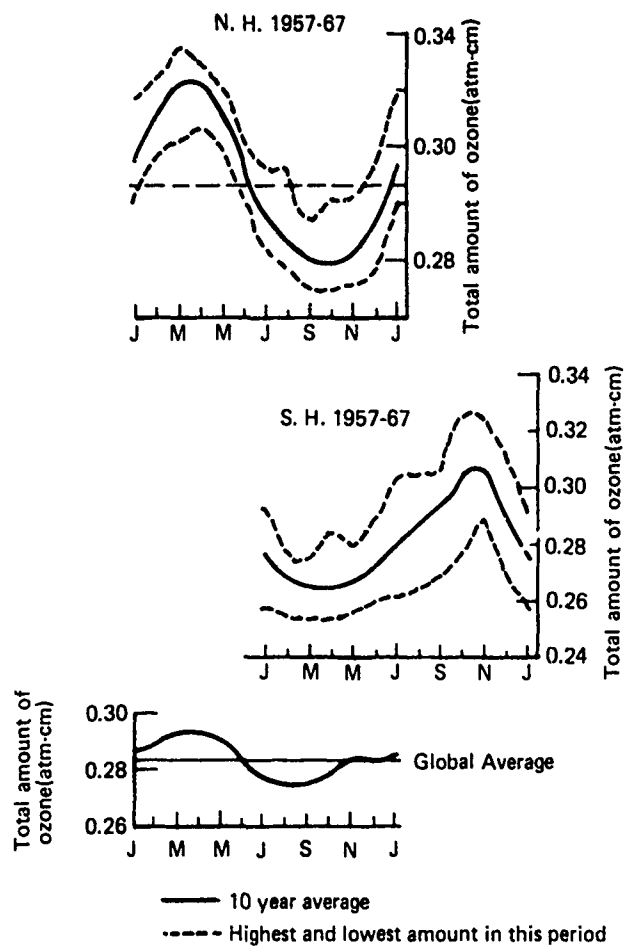 N. H. 1957-67
0.34
0.30
0.28
Total amount of ozone(atm-cm)
J M M J S N J
S. H. 1957-67
0.34
0.32
0.30
0.28
0.26
0.24
Total amount of ozone(atm-cm)
J M M J S N J
Total amount of
ozone(atm-cm)
0.30
0.28
0.26
Global Average
J M M J S N J
10 year average
Highest and lowest amount in this period